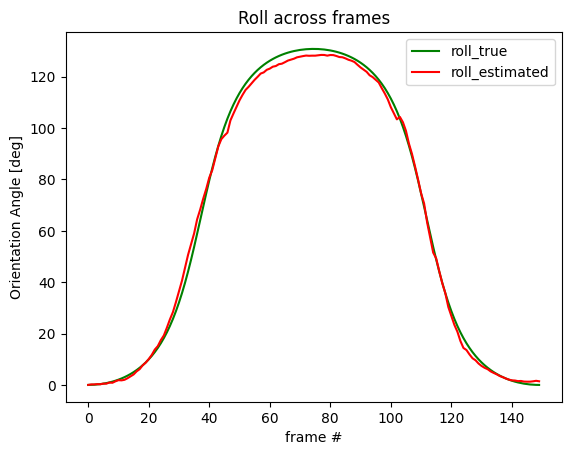 Roll across frames
roll_true
roll_estimated
Orientation Angle [deg]
120
100
80
60
40
20
0
0 20 40 60 80 100 120 140
frame #